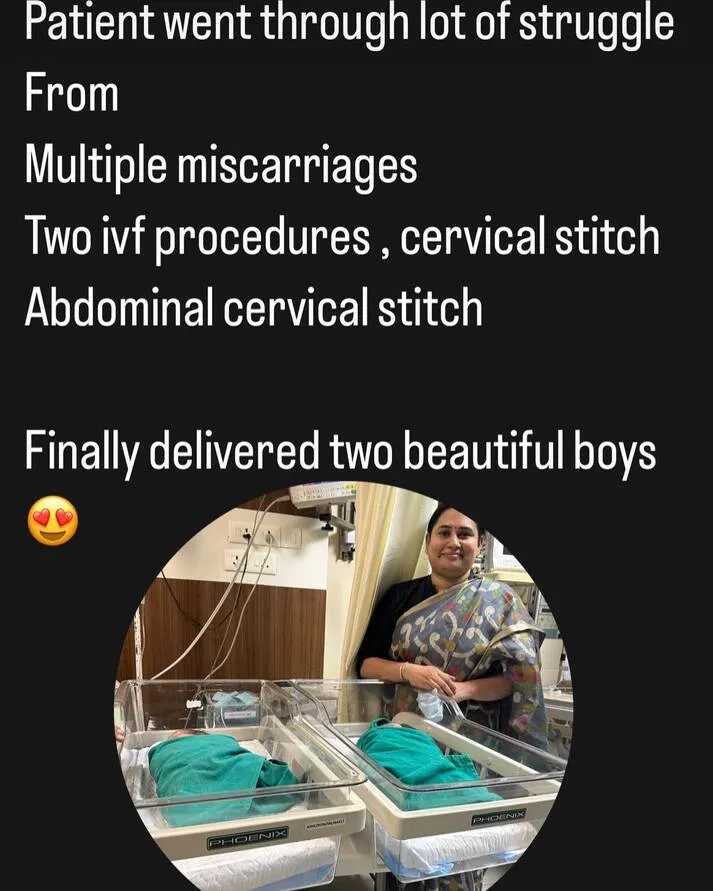 Patient went through lot of struggle
From
Multiple miscarriages
Two ivf procedures , cervical stitch
Abdominal cervical stitch
Finally delivered two beautiful boys
😍
PHOENIX
PHOENIX